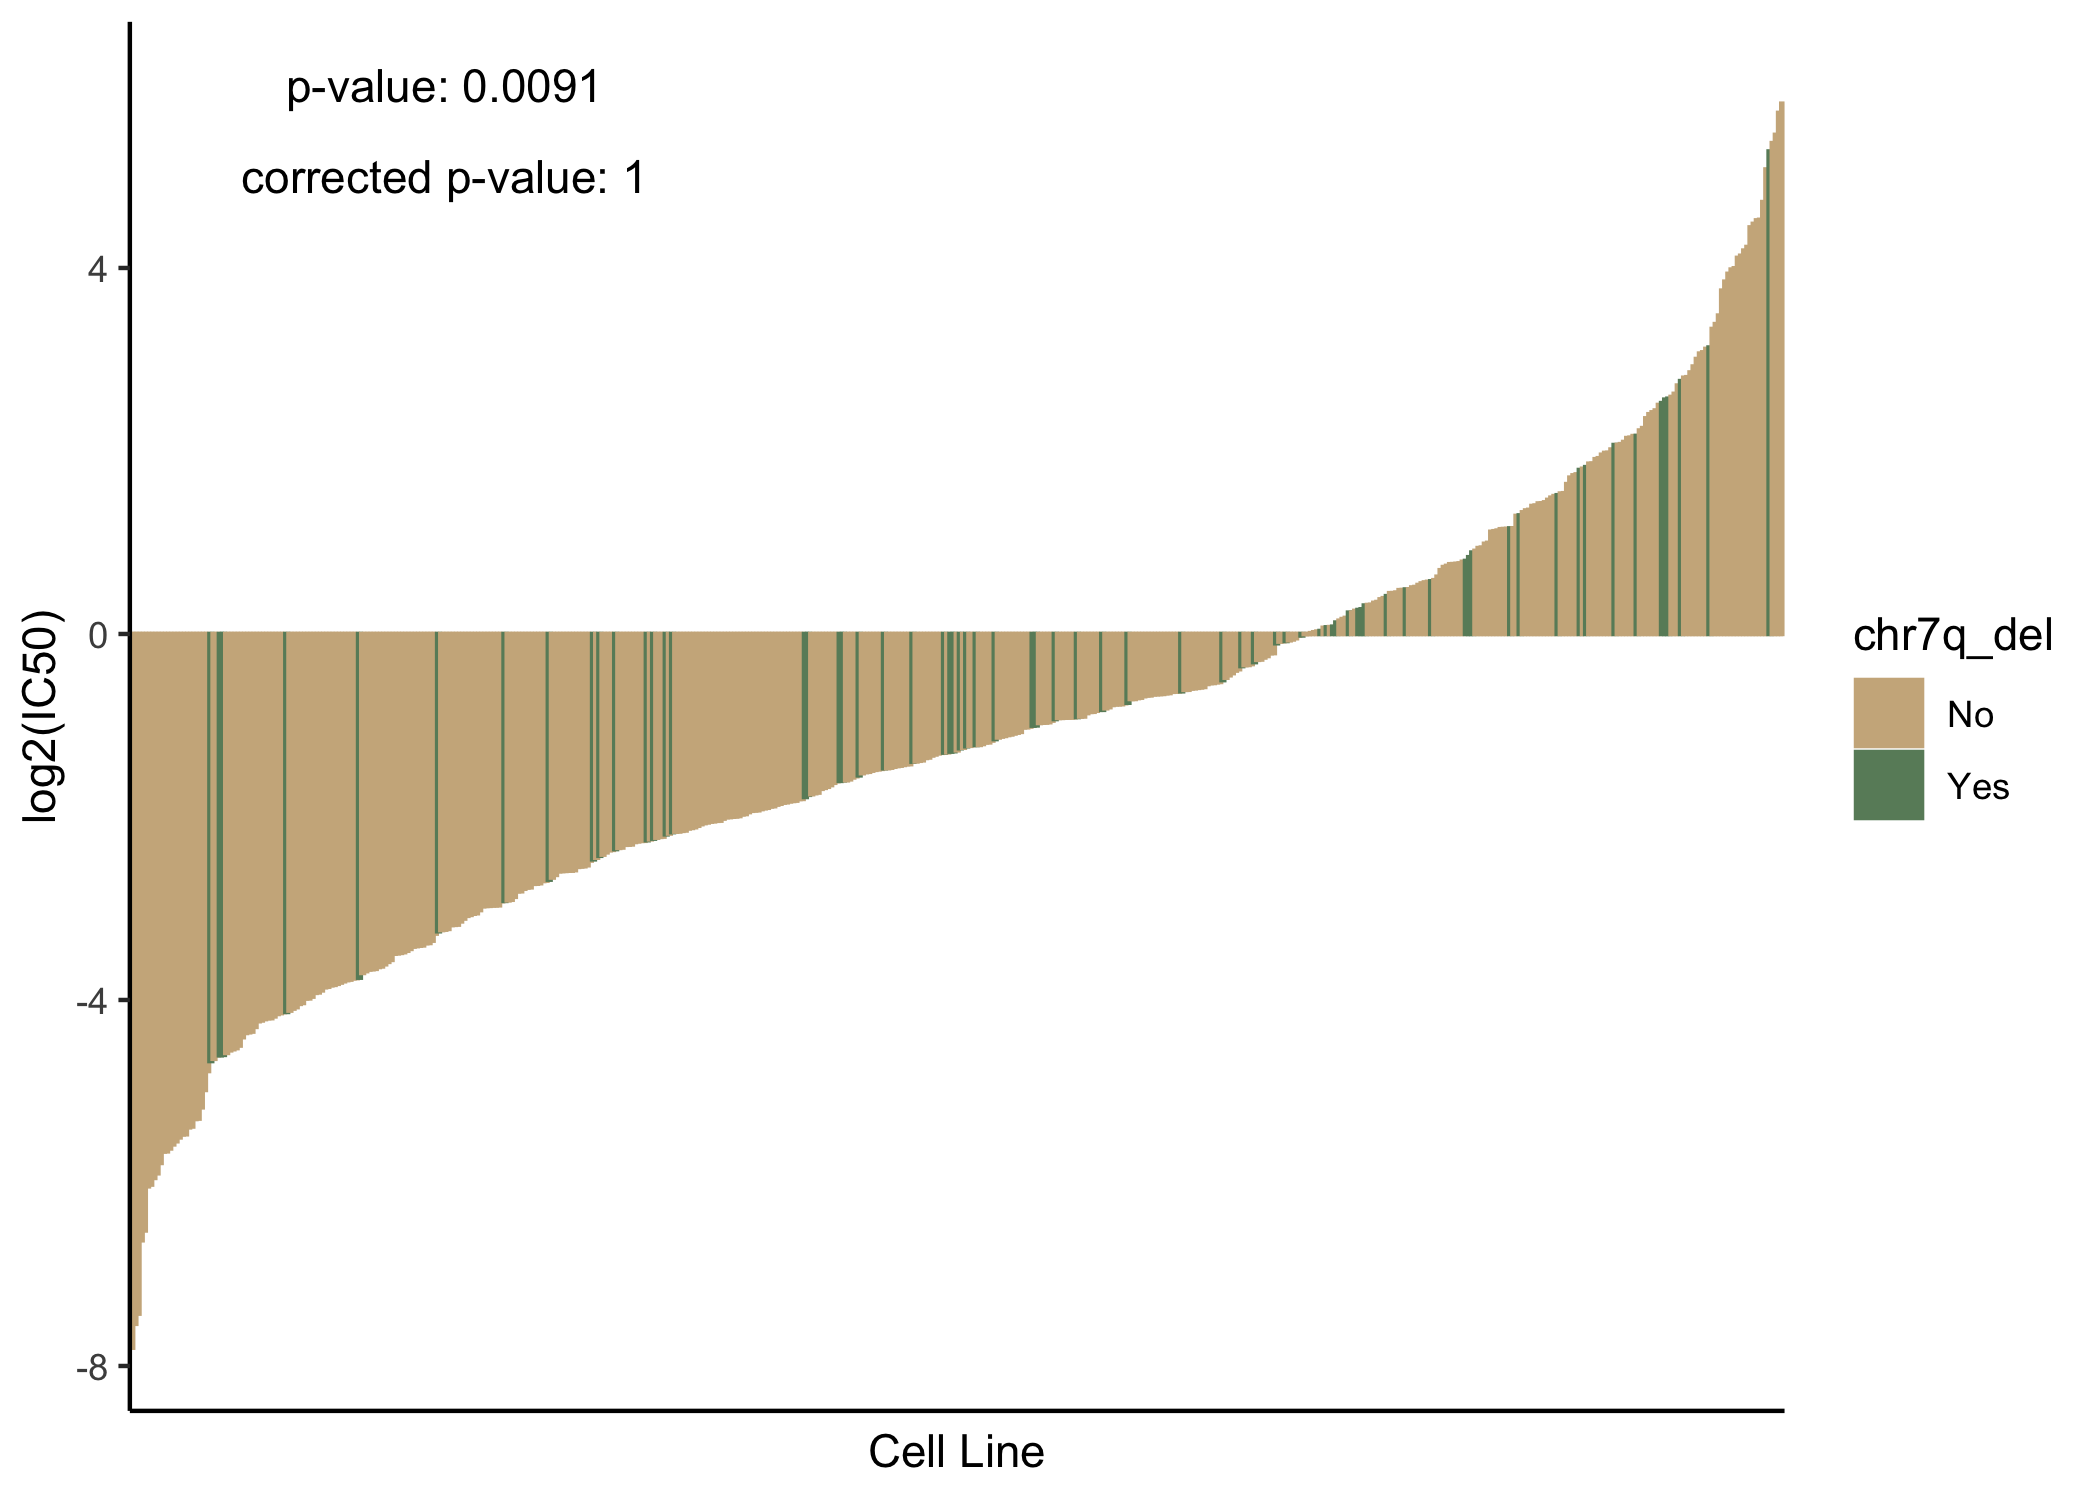 p-value: 0.0091
corrected p-value: 1
4
0
-4
-8
log2(IC50)
Cell Line
chr7q_del
No
Yes